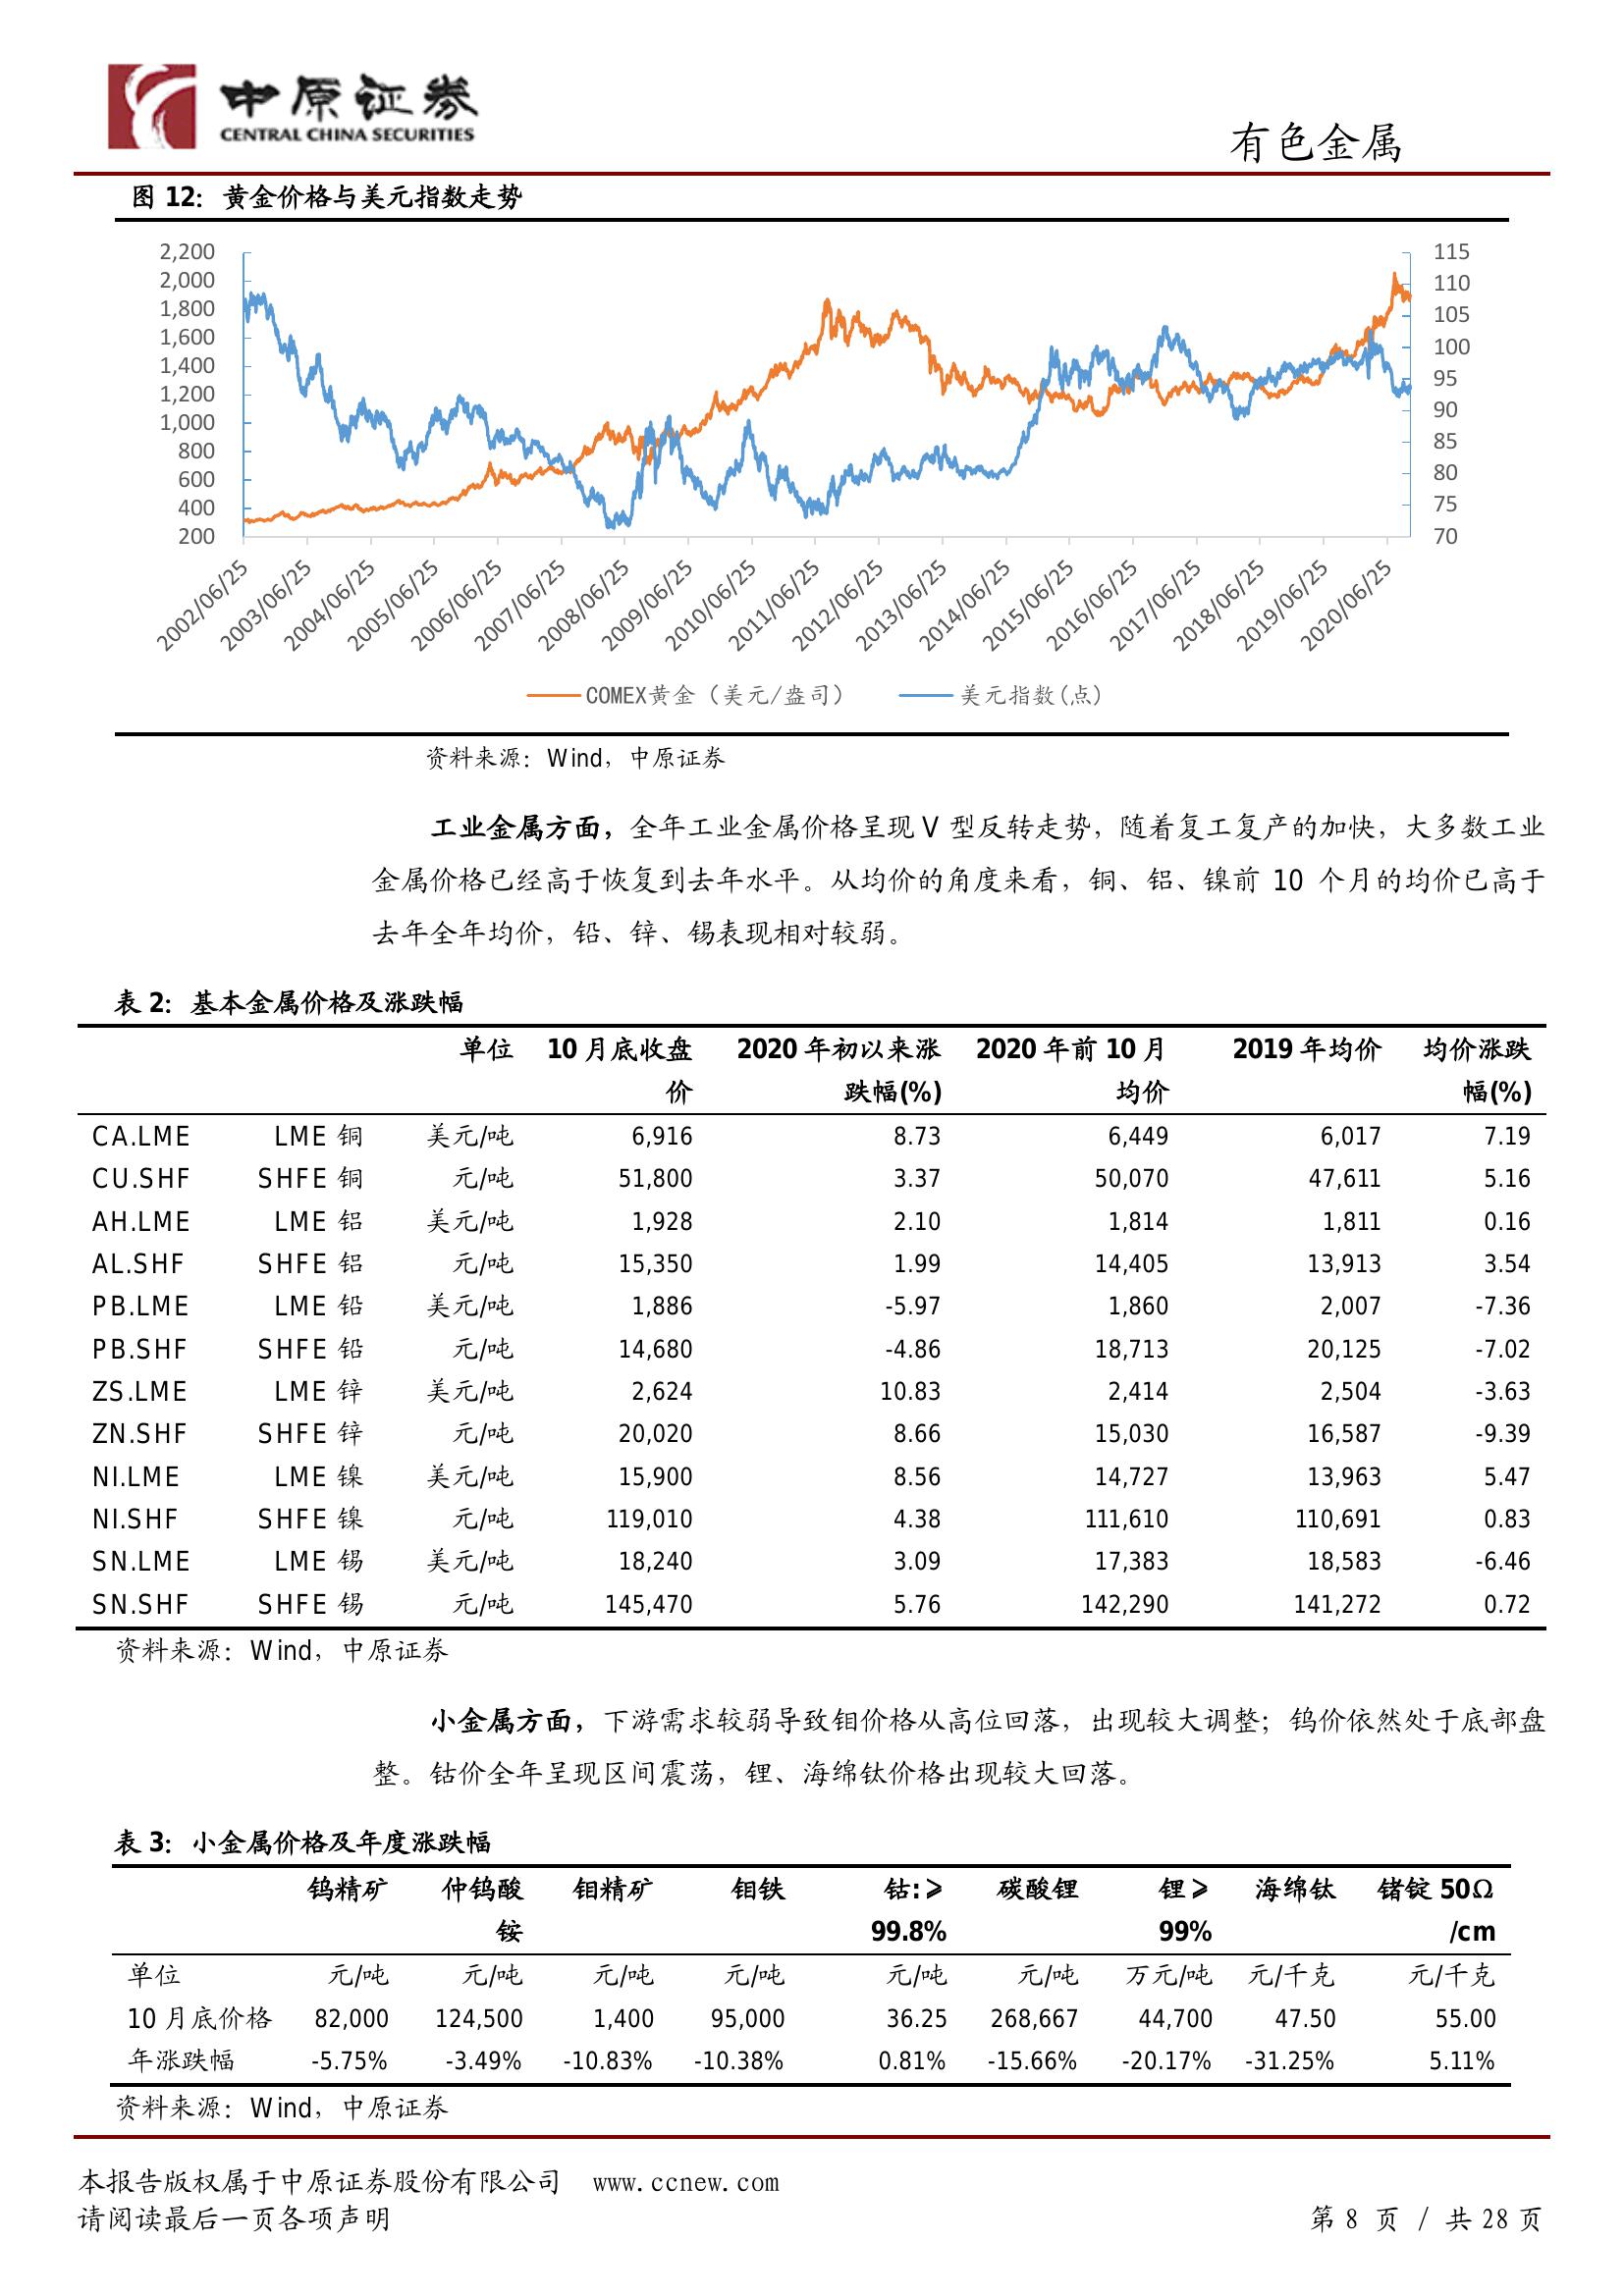 中原证券
CENTRAL CHINA SECURITIES
有色金属
图 12：黄金价格与美元指数走势
2,200
2,000
1,800
1,600
1,400
1,200
1,000
800
600
400
200
115
110
105
100
95
90
85
80
75
70
2002/06/25
2003/06/25
2004/06/25
2005/06/25
2006/06/25
2007/06/25
2008/06/25
2009/06/25
2010/06/25
2011/06/25
2012/06/25
2013/06/25
2014/06/25
2015/06/25
2016/06/25
2017/06/25
2018/06/25
2019/06/25
2020/06/25
COMEX黄金（美元/盎司） 美元指数(点)
资料来源：Wind，中原证券
工业金属方面，全年工业金属价格呈现 V 型反转走势，随着复工复产的加快，大多数工业
金属价格已经高于恢复到去年水平。从均价的角度来看，铜、铝、镍前 10 个月的均价已高于
去年全年均价，铅、锌、锡表现相对较弱。
表 2：基本金属价格及涨跌幅
单位 10 月底收盘 2020 年初以来涨 2020 年前 10 月 2019 年均价 均价涨跌
价 跌幅(%) 均价 幅(%)
CA.LME LME 铜 美元/吨 6,916 8.73 6,449 6,017 7.19
CU.SHF SHFE 铜 元/吨 51,800 3.37 50,070 47,611 5.16
AH.LME LME 铝 美元/吨 1,928 2.10 1,814 1,811 0.16
AL.SHF SHFE 铝 元/吨 15,350 1.99 14,405 13,913 3.54
PB.LME LME 铅 美元/吨 1,886 -5.97 1,860 2,007 -7.36
PB.SHF SHFE 铅 元/吨 14,680 -4.86 18,713 20,125 -7.02
ZS.LME LME 锌 美元/吨 2,624 10.83 2,414 2,504 -3.63
ZN.SHF SHFE 锌 元/吨 20,020 8.66 15,030 16,587 -9.39
NI.LME LME 镍 美元/吨 15,900 8.56 14,727 13,963 5.47
NI.SHF SHFE 镍 元/吨 119,010 4.38 111,610 110,691 0.83
SN.LME LME 锡 美元/吨 18,240 3.09 17,383 18,583 -6.46
SN.SHF SHFE 锡 元/吨 145,470 5.76 142,290 141,272 0.72
资料来源：Wind，中原证券
小金属方面，下游需求较弱导致钼价格从高位回落，出现较大调整；钨价依然处于底部盘
整。钴价全年呈现区间震荡，锂、海绵钛价格出现较大回落。
表 3：小金属价格及年度涨跌幅
钨精矿 仲钨酸 钼精矿 钼铁 钴:≥ 碳酸锂 锂≥ 海绵钛 锗锭 50Ω
铵 99.8% 99% /cm
单位 元/吨 元/吨 元/吨 元/吨 元/吨 元/吨 万元/吨 元/千克 元/千克
10 月底价格 82,000 124,500 1,400 95,000 36.25 268,667 44,700 47.50 55.00
年涨跌幅 -5.75% -3.49% -10.83% -10.38% 0.81% -15.66% -20.17% -31.25% 5.11%
资料来源：Wind，中原证券
本报告版权属于中原证券股份有限公司 www.ccnew.com
请阅读最后一页各项声明 第 8 页 / 共 28 页